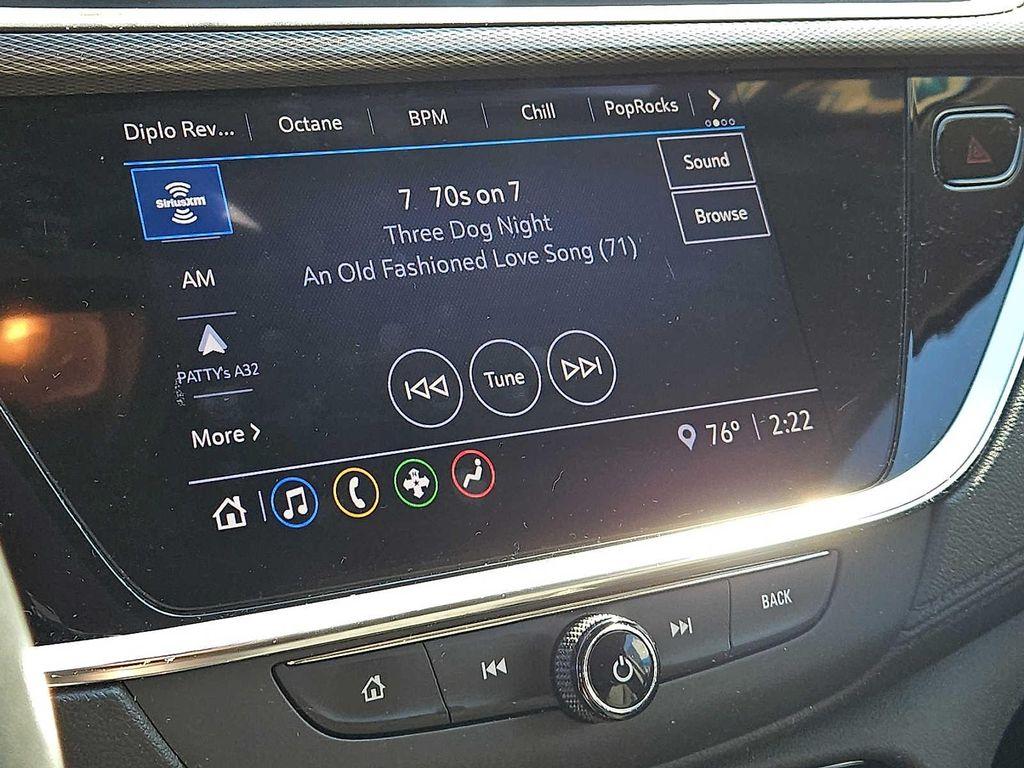 Diplo Rev... Octane BPM Chill PopRocks
SiriusXM
7 70s on 7
Three Dog Night
An Old Fashioned Love Song (71)
Sound
Browse
AM
PATTY's A32
More
Tune
76° 2:22
BACK